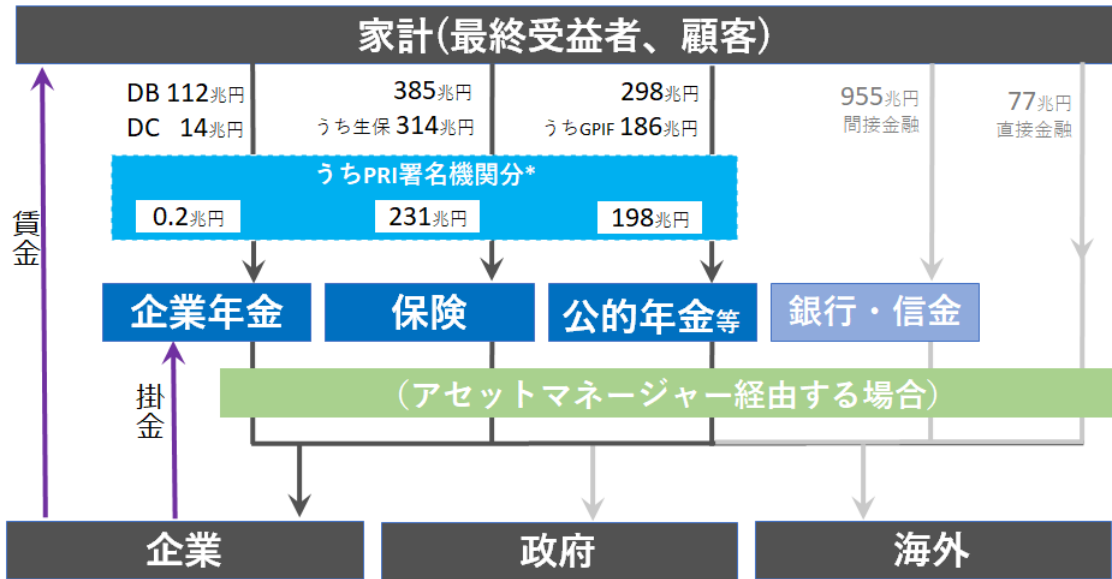 家計(最終受益者、顧客)
DB 112兆円
DC 14兆円
385兆円
うち生保 314兆円
298兆円
うちGPIF 186兆円
955兆円
間接金融
77兆円
直接金融
うちPRI署名機関分*
0.2兆円
231兆円
198兆円
賃金
企業年金
保険
公的年金等
銀行・信金
掛金
(アセットマネージャー経由する場合)
企業
政府
海外